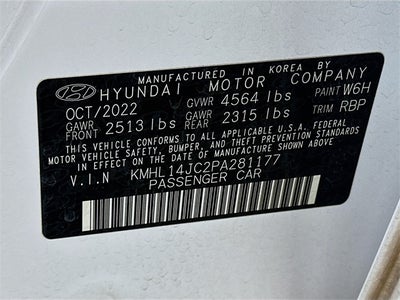 MANUFACTURED IN KOREA BY
HYUNDAI MOTOR COMPANY
OCT/2022 GVWR 4564 lbs PAINT W6H
GAWR FRONT 2513 lbs GAWR REAR 2315 lbs TRIM RBP
THIS VEHICLE CONFORMS TO ALL APPLICABLE U.S.A. FEDERAL
MOTOR VEHICLE SAFETY, BUMPER, AND THEFT PREVENTION
STANDARDS IN EFFECT ON THE DATE OF MANUFACTURE SHOWN ABOVE.
V.I.N KMHL14JC2PA281177
PASSENGER CAR